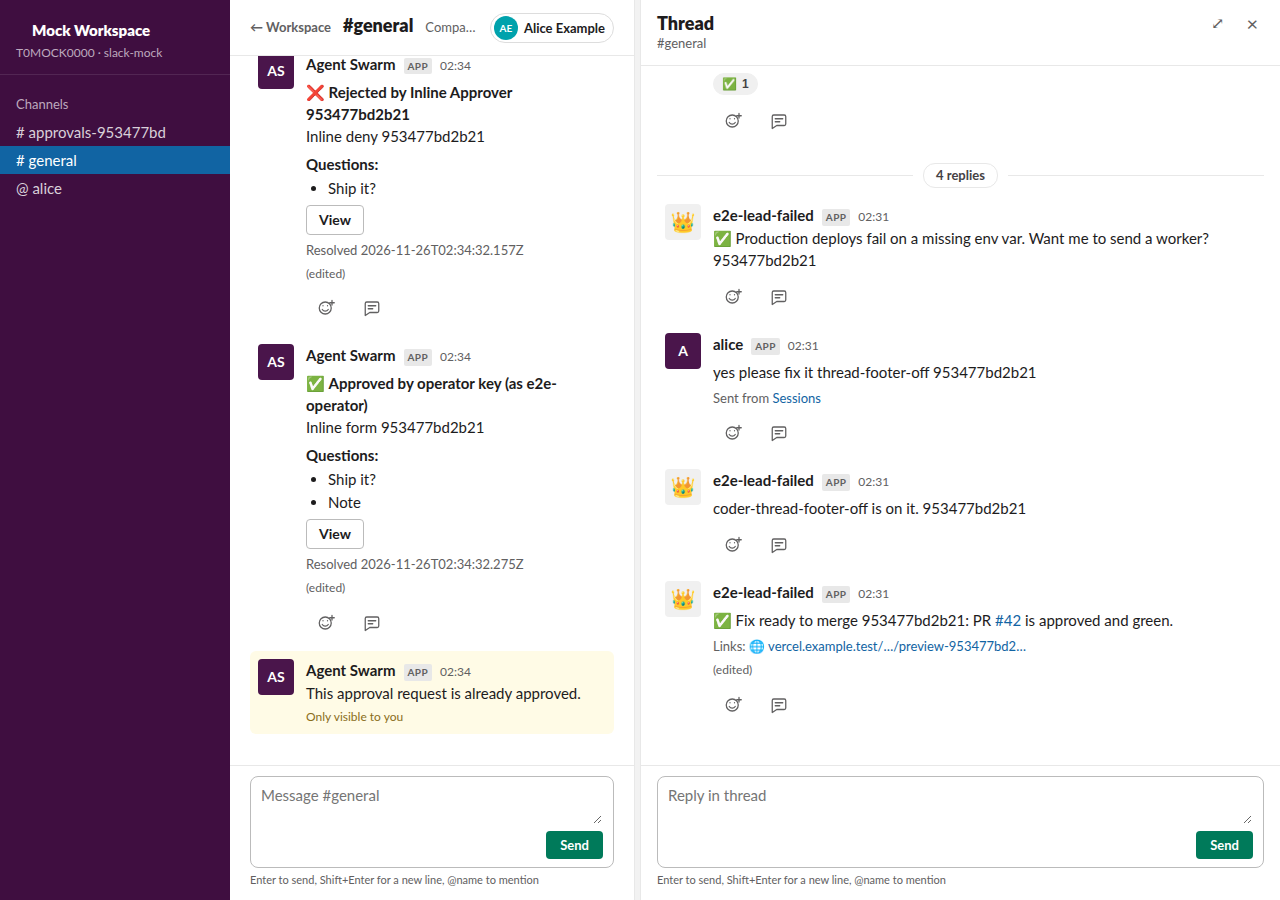 Mock Workspace
T0MOCK0000 · slack-mock
Channels
# approvals-953477bd
# general
@ alice
← Workspace #general Compa... AE Alice Example
AS Agent Swarm APP 02:34
❌ Rejected by Inline Approver
953477bd2b21
Inline deny 953477bd2b21
Questions:
• Ship it?
View
Resolved 2026-11-26T02:34:32.157Z
(edited)
AS Agent Swarm APP 02:34
✅ Approved by operator key (as e2e-
operator)
Inline form 953477bd2b21
Questions:
• Ship it?
• Note
View
Resolved 2026-11-26T02:34:32.275Z
(edited)
AS Agent Swarm APP 02:34
This approval request is already approved.
Only visible to you
Message #general
Send
Enter to send, Shift+Enter for a new line, @name to mention
Thread
#general
✅ 1
4 replies
e2e-lead-failed APP 02:31
✅ Production deploys fail on a missing env var. Want me to send a worker?
953477bd2b21
A alice APP 02:31
yes please fix it thread-footer-off 953477bd2b21
Sent from Sessions
e2e-lead-failed APP 02:31
coder-thread-footer-off is on it. 953477bd2b21
e2e-lead-failed APP 02:31
✅ Fix ready to merge 953477bd2b21: PR #42 is approved and green.
Links: 🌐 vercel.example.test/.../preview-953477bd2...
(edited)
Reply in thread
Send
Enter to send, Shift+Enter for a new line, @name to mention